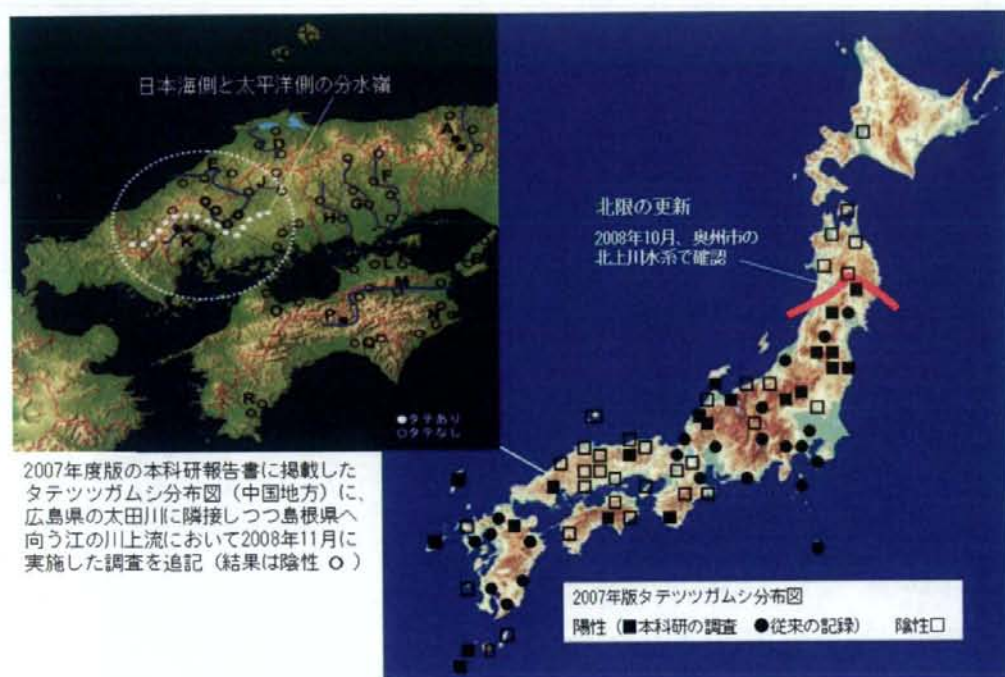 日本海側と太平洋側の分水嶺
A
D
E
J
F
G
H
K
L
M
P
N
Q
R
●タテあり
○タテなし
2007年度版の本科研報告書に掲載した
タテツツガムシ分布図(中国地方)に、
広島県の太田川に隣接しつつ島根県へ
向う江の川上流において2008年11月に
実施した調査を追記(結果は陰性 O )
北限の更新
2008年10月、奥州市の
北上川水系で確認
2007年版タテツツガムシ分布図
陽性(■本科研の調査 ●従来の記録) 陰性□